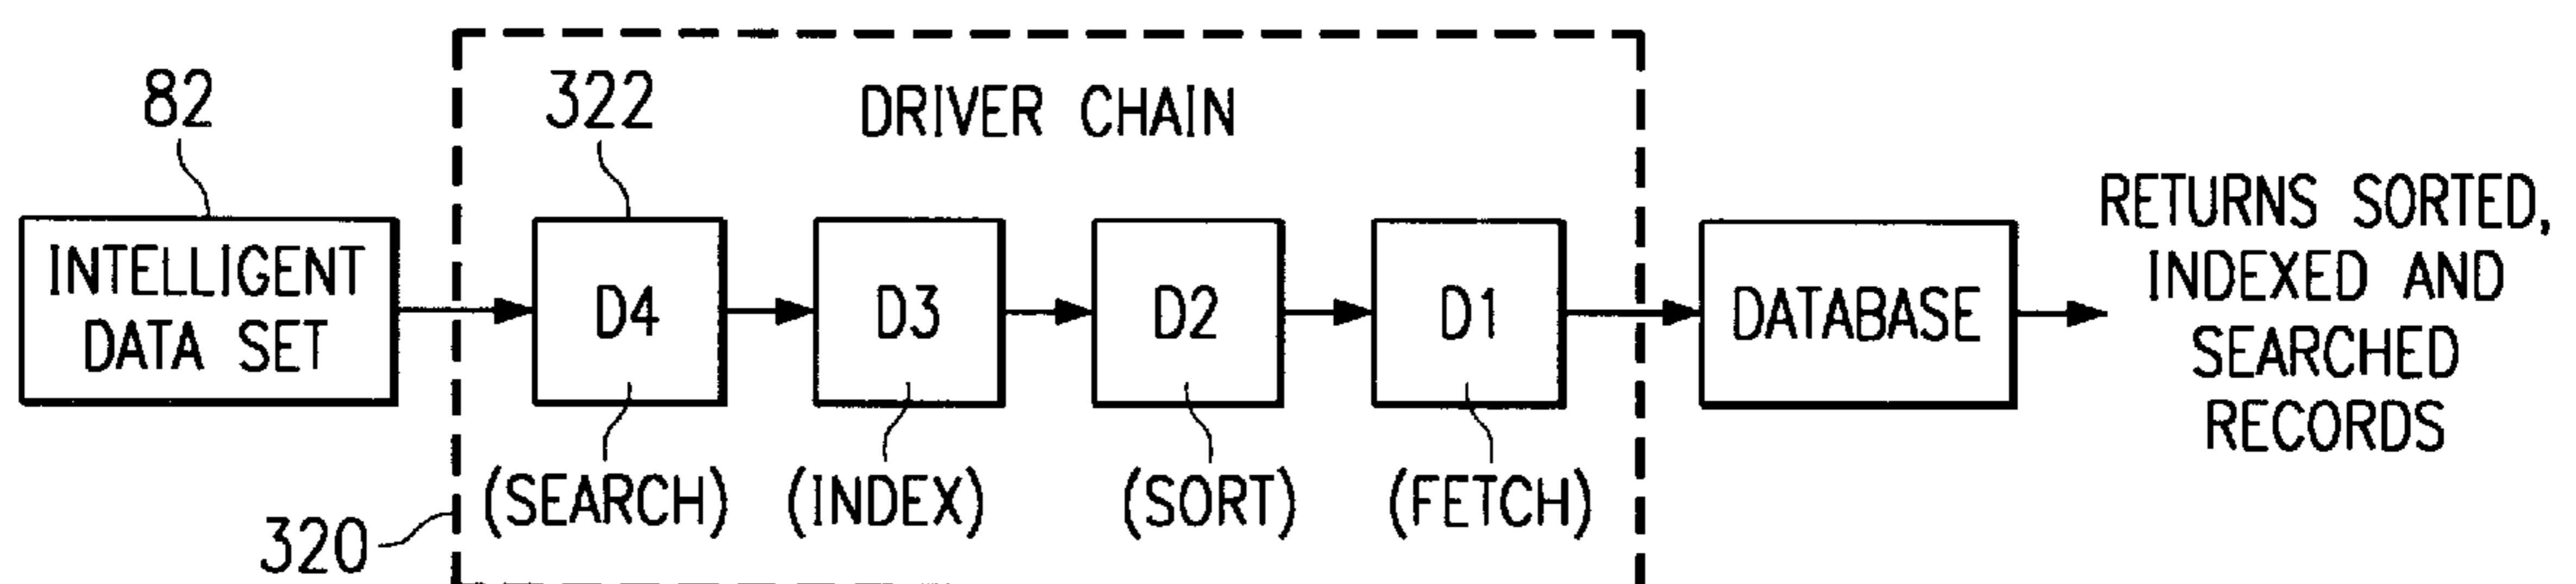 82
322
DRIVER CHAIN
INTELLIGENT
DATA SET
D4
D3
D2
D1
DATABASE
RETURNS SORTED,
INDEXED AND
SEARCHED
RECORDS
(SEARCH)
(INDEX)
(SORT)
(FETCH)
320